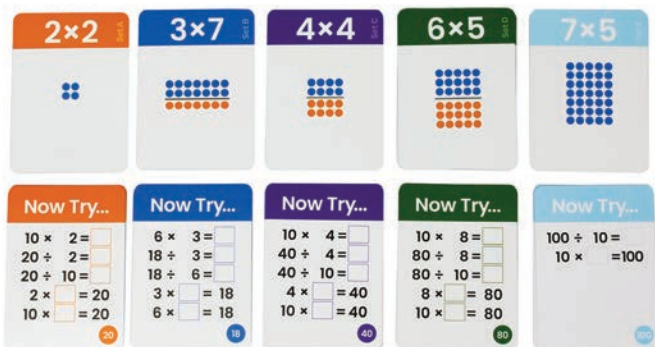 2×2
Set A
3×7
Set B
4×4
Set C
6×5
Set D
7×5
Now Try...
10 × 2 =
20 ÷ 2 =
20 ÷ 10 =
2 × = 20
10 × = 20
20
Now Try...
6 × 3 =
18 ÷ 3 =
18 ÷ 6 =
3 × = 18
6 × = 18
18
Now Try...
10 × 4 =
40 ÷ 4 =
40 ÷ 10 =
4 × = 40
10 × = 40
40
Now Try...
10 × 8 =
80 ÷ 8 =
80 ÷ 10 =
8 × = 80
10 × = 80
80
Now Try...
100 ÷ 10 =
10 × =100
100